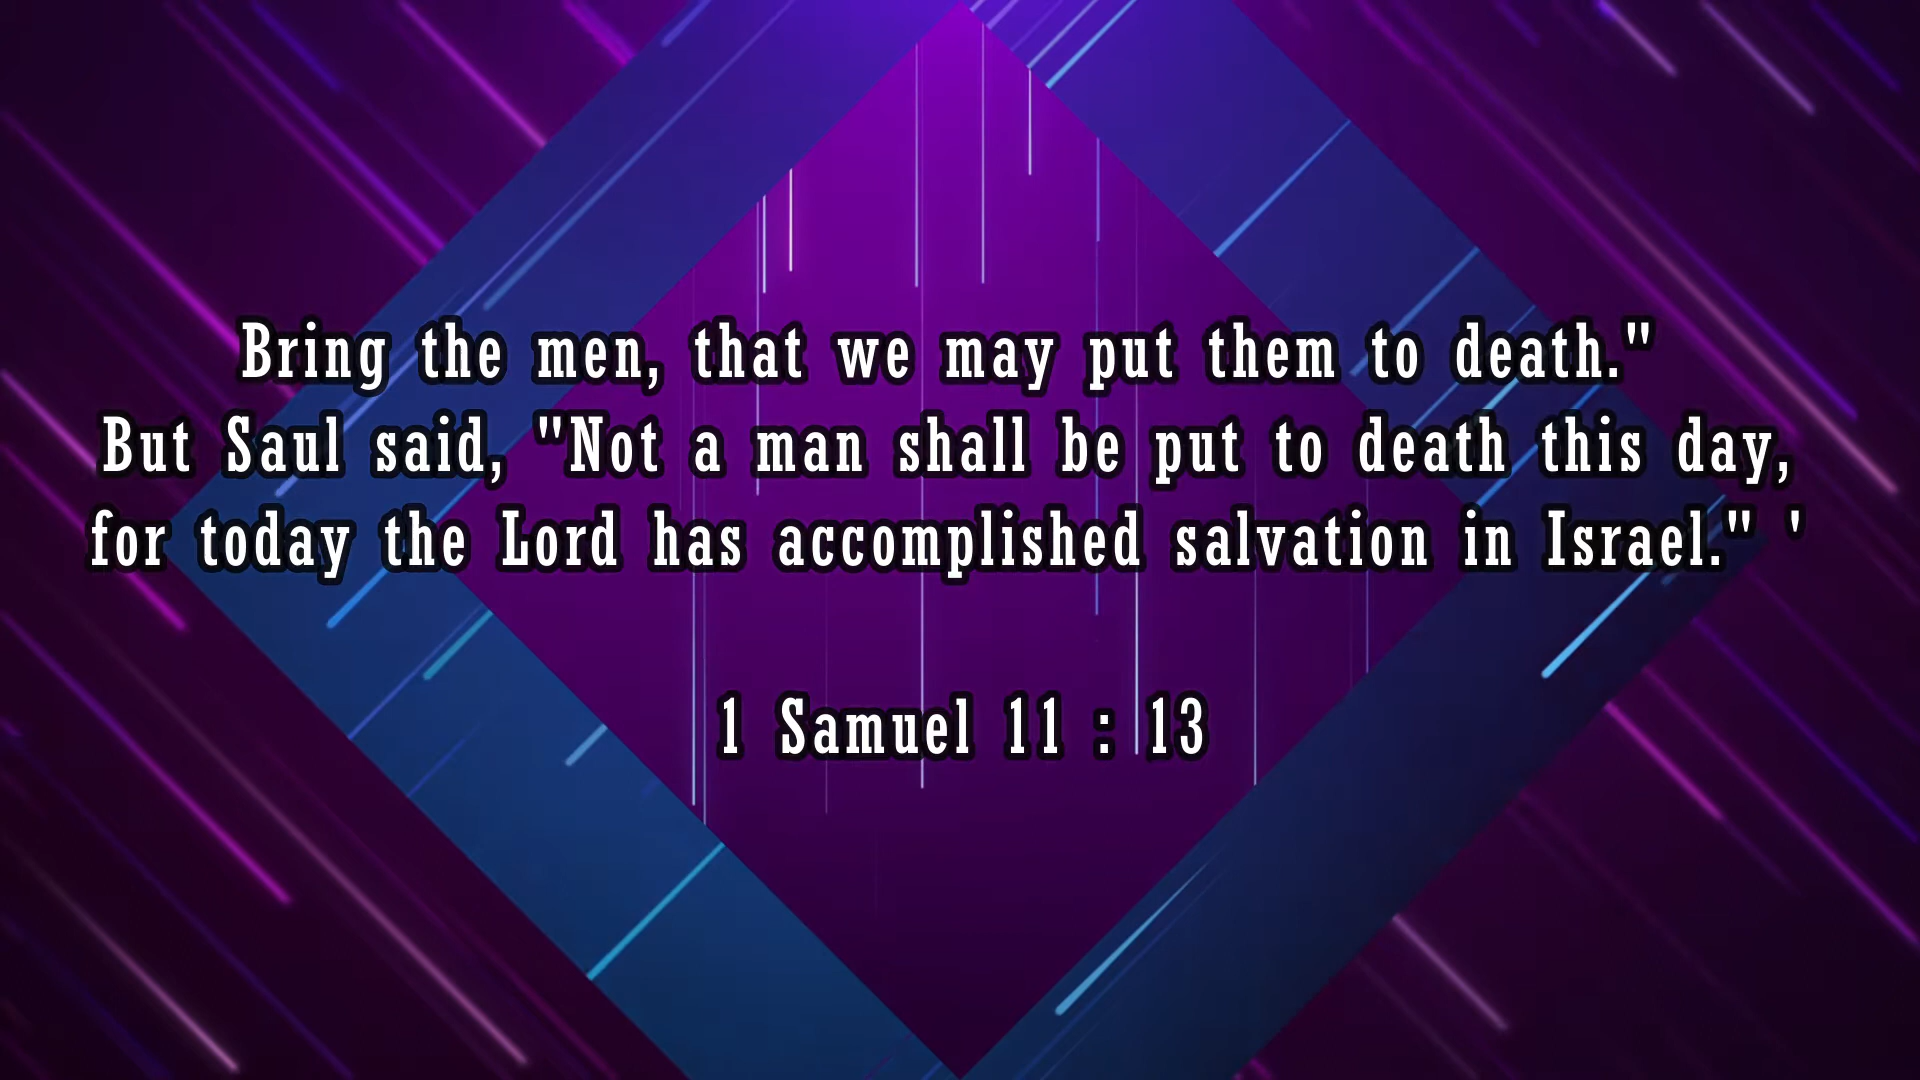 Bring the men, that we may put them to death."
But Saul said, "Not a man shall be put to death this day,
for today the Lord has accomplished salvation in Israel." '
1 Samuel 11 : 13